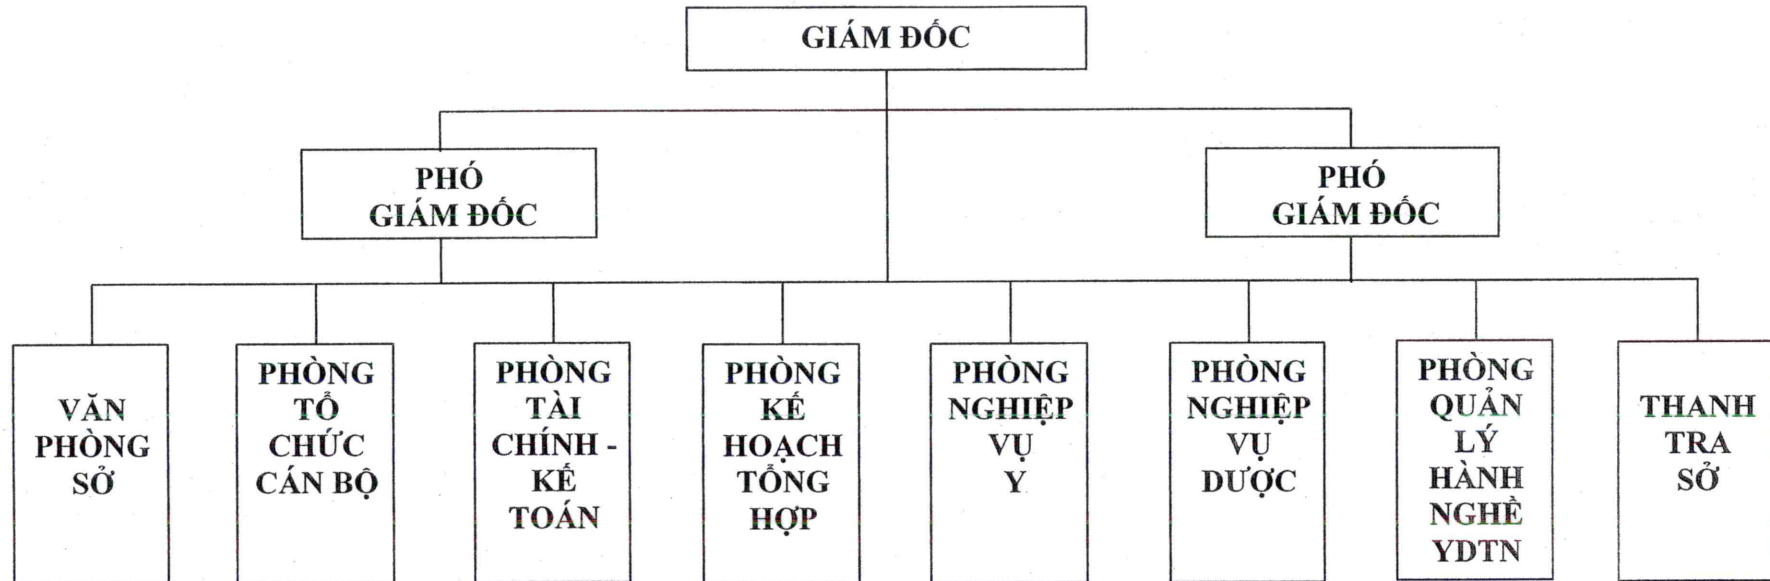 GIÁM ĐỐC
PHÓ
GIÁM ĐỐC
PHÓ
GIÁM ĐỐC
VĂN
PHÒNG
SỞ
PHÒNG
TỔ
CHỨC
CÁN BỘ
PHÒNG
TÀI
CHÍNH -
KẾ
TOÁN
PHÒNG
KẾ
HOẠCH
TỔNG
HỢP
PHÒNG
NGHIỆP
VỤ
Y
PHÒNG
NGHIỆP
VỤ
DƯỢC
PHÒNG
QUẢN
LÝ
HÀNH
NGHỀ
YDTN
THANH
TRA
SỞ